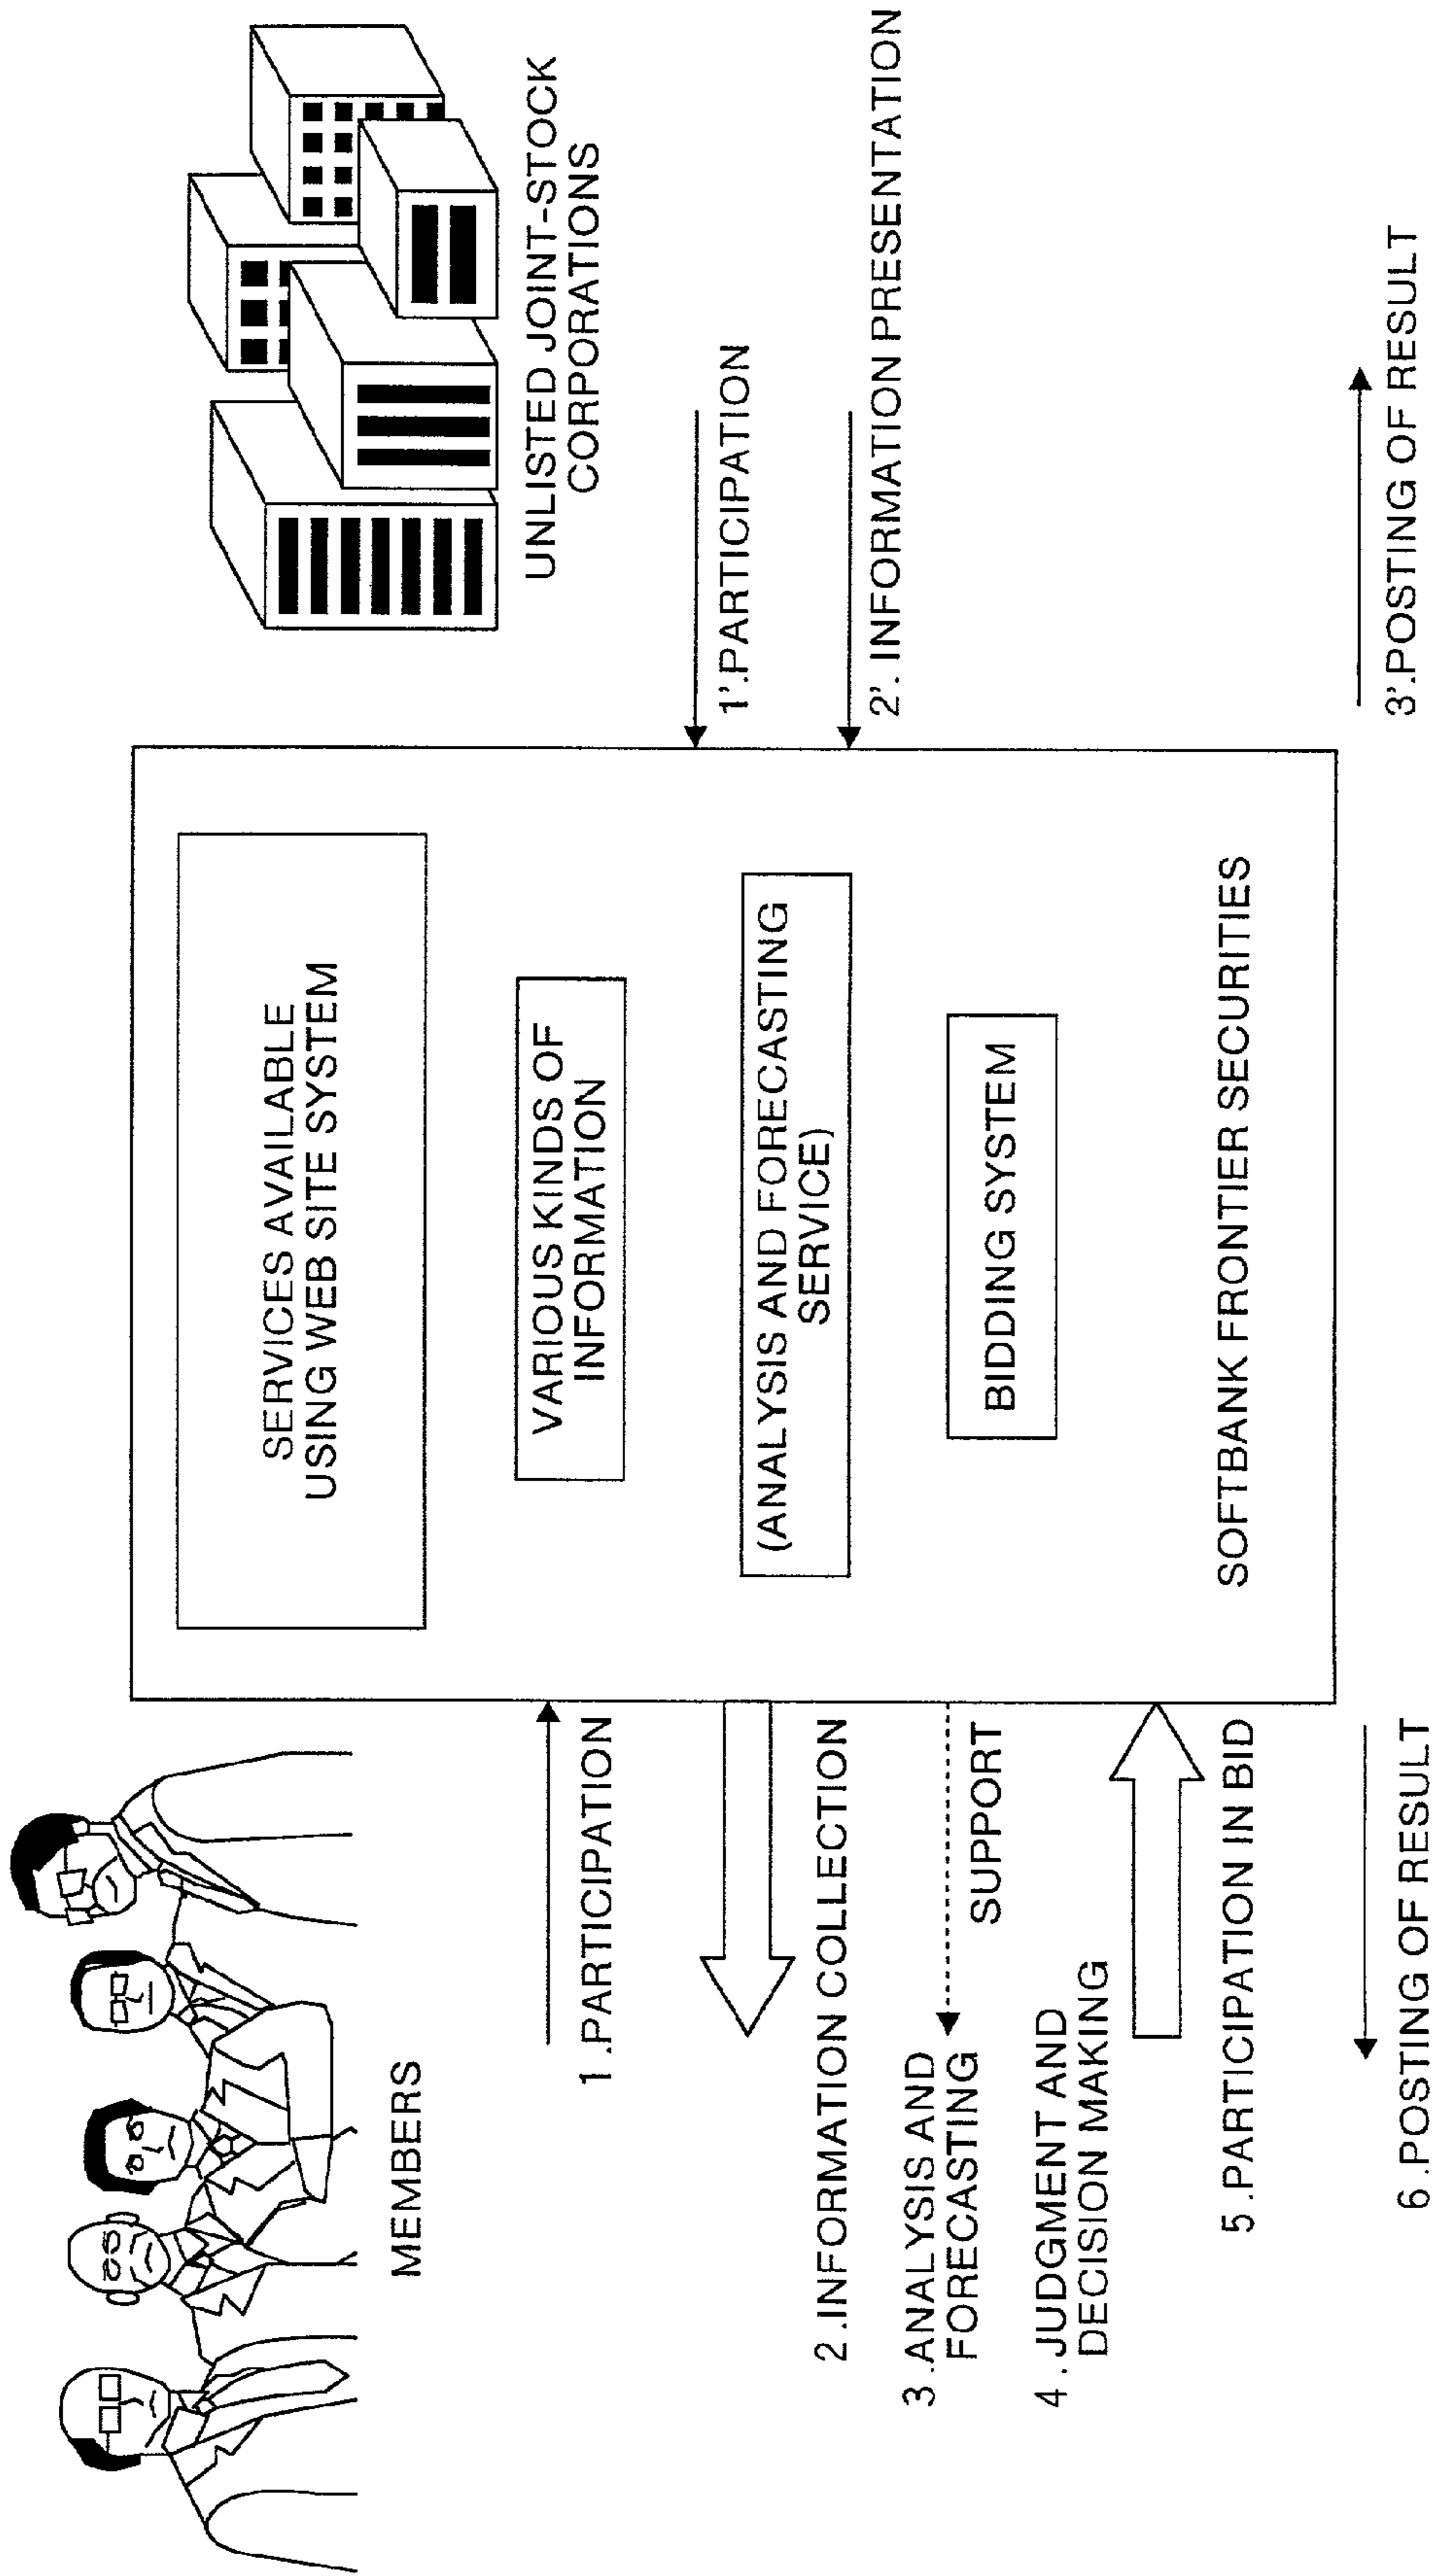 MEMBERS
1 .PARTICIPATION
2 .INFORMATION COLLECTION
3 .ANALYSIS AND
FORECASTING
SUPPORT
4 . JUDGMENT AND
DECISION MAKING
5 .PARTICIPATION IN BID
6 .POSTING OF RESULT
SERVICES AVAILABLE
USING WEB SITE SYSTEM
VARIOUS KINDS OF
INFORMATION
(ANALYSIS AND FORECASTING
SERVICE)
BIDDING SYSTEM
SOFTBANK FRONTIER SECURITIES
UNLISTED JOINT-STOCK
CORPORATIONS
1'.PARTICIPATION
2'. INFORMATION PRESENTATION
3'.POSTING OF RESULT